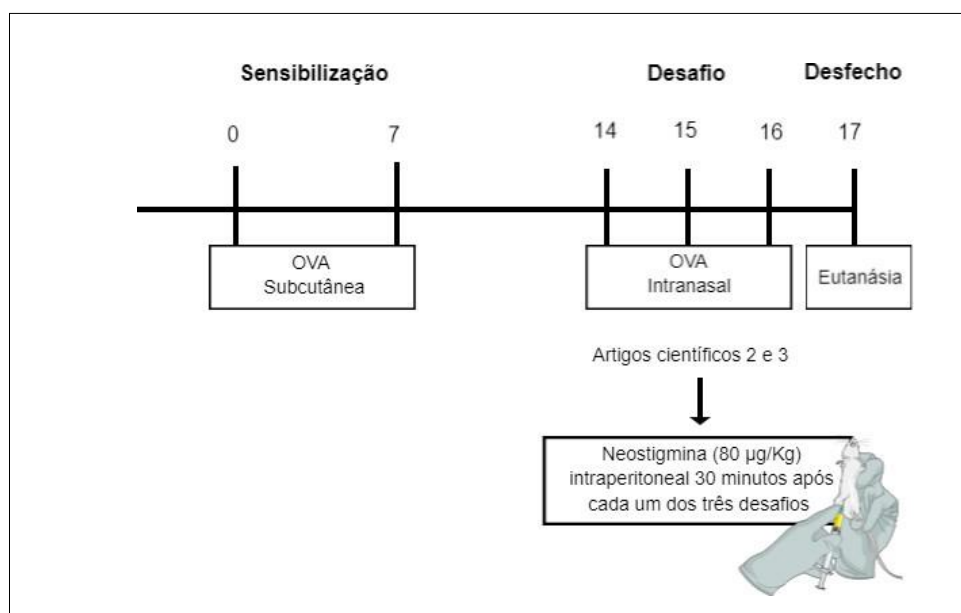 Sensibilização Desafio Desfecho
0 7 14 15 16 17
OVA
Subcutânea
OVA
Intranasal
Eutanásia
Artigos científicos 2 e 3
Neostigmina (80 µg/Kg)
intraperitoneal 30 minutos após
cada um dos três desafios